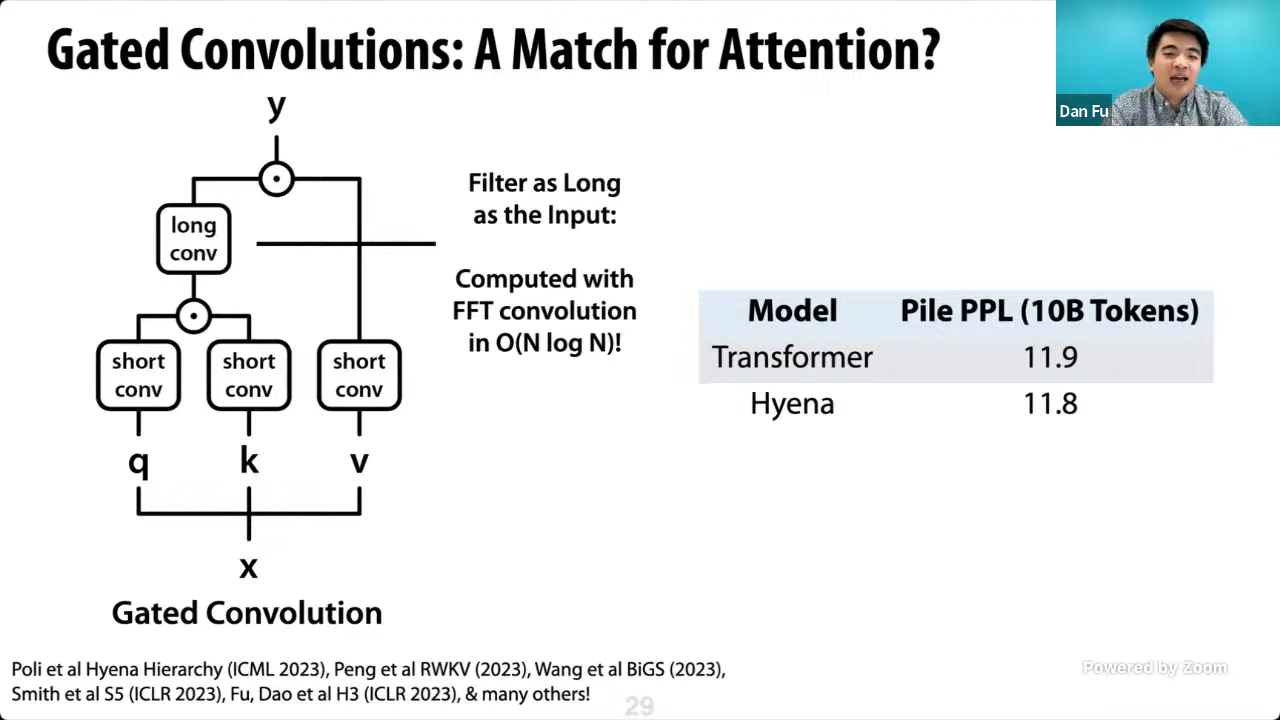 Gated Convolutions: A Match for Attention?
Dan Fu
y
long
conv
short
conv
short
conv
short
conv
q k v
x
Gated Convolution
Filter as Long
as the Input:
Computed with
FFT convolution
in O(N log N)!
Model Pile PPL (10B Tokens)
Transformer 11.9
Hyena 11.8
Poli et al Hyena Hierarchy (ICML 2023), Peng et al RWKV (2023), Wang et al BiGS (2023),
Smith et al S5 (ICLR 2023), Fu, Dao et al H3 (ICLR 2023), & many others!
29
Powered by Zoom